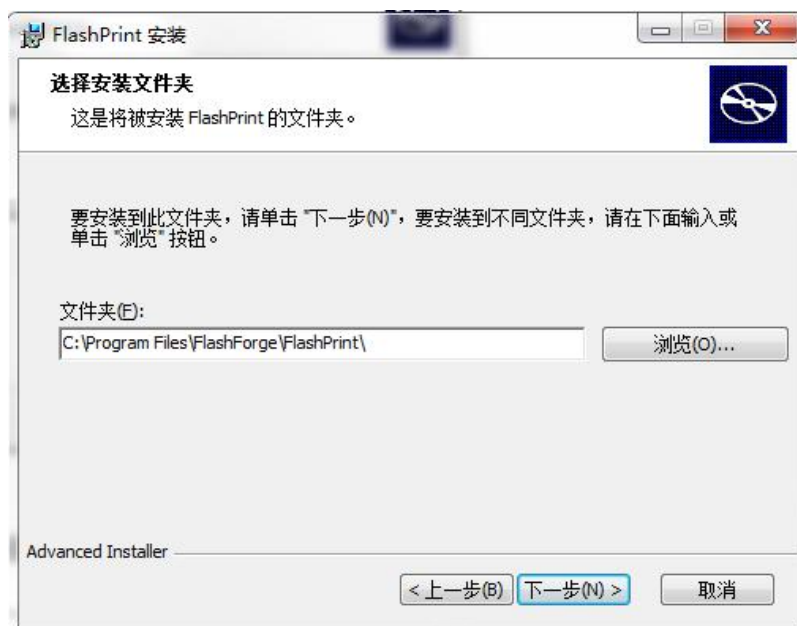 FlashPrint 安装
选择安装文件夹
这是将被安装 FlashPrint 的文件夹。
要安装到此文件夹，请单击 "下一步(N)"，要安装到不同文件夹，请在下面输入或
单击 "浏览" 按钮。
文件夹(F):
C:\Program Files\FlashForge\FlashPrint\
浏览(O)...
Advanced Installer
< 上一步(B)
下一步(N) >
取消